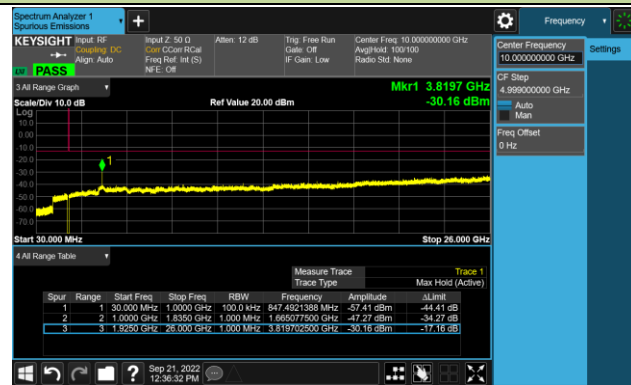 Spectrum Analyzer 1
Spurious Emissions
Frequency
KEYSIGHT Input: RF Input Z: 50 Ω Atten: 12 dB Trig: Free Run Center Freq: 10.000000000 GHz
Coupling: DC Corr CCorr RCal Gate: Off Avg|Hold: 100/100
Align: Auto Freq Ref: Int (S) IF Gain: Low Radio Std: None
NFE: Off
PASS
Center Frequency
10.000000000 GHz
Settings
CF Step
4.999000000 GHz
Auto
Man
Freq Offset
0 Hz
3 All Range Graph
Mkr1 3.8197 GHz
Scale/Div 10.0 dB Ref Value 20.00 dBm -30.16 dBm
Log
10.0
0.00
-10.0
-20.0
-30.0
-40.0
-50.0
-60.0
-70.0
1
Start 30.000 MHz Stop 26.000 GHz
4 All Range Table
Measure Trace Trace 1
Trace Type Max Hold (Active)
Spur Range Start Freq Stop Freq RBW Frequency Amplitude ΔLimit
1 1 30.000 MHz 1.0000 GHz 100.0 kHz 847.4921388 MHz -57.41 dBm -44.41 dB
2 2 1.0000 GHz 1.8350 GHz 1.000 MHz 1.665077500 GHz -47.27 dBm -34.27 dB
3 3 1.9250 GHz 26.000 GHz 1.000 MHz 3.819702500 GHz -30.16 dBm -17.16 dB
Sep 21, 2022
12:36:32 PM